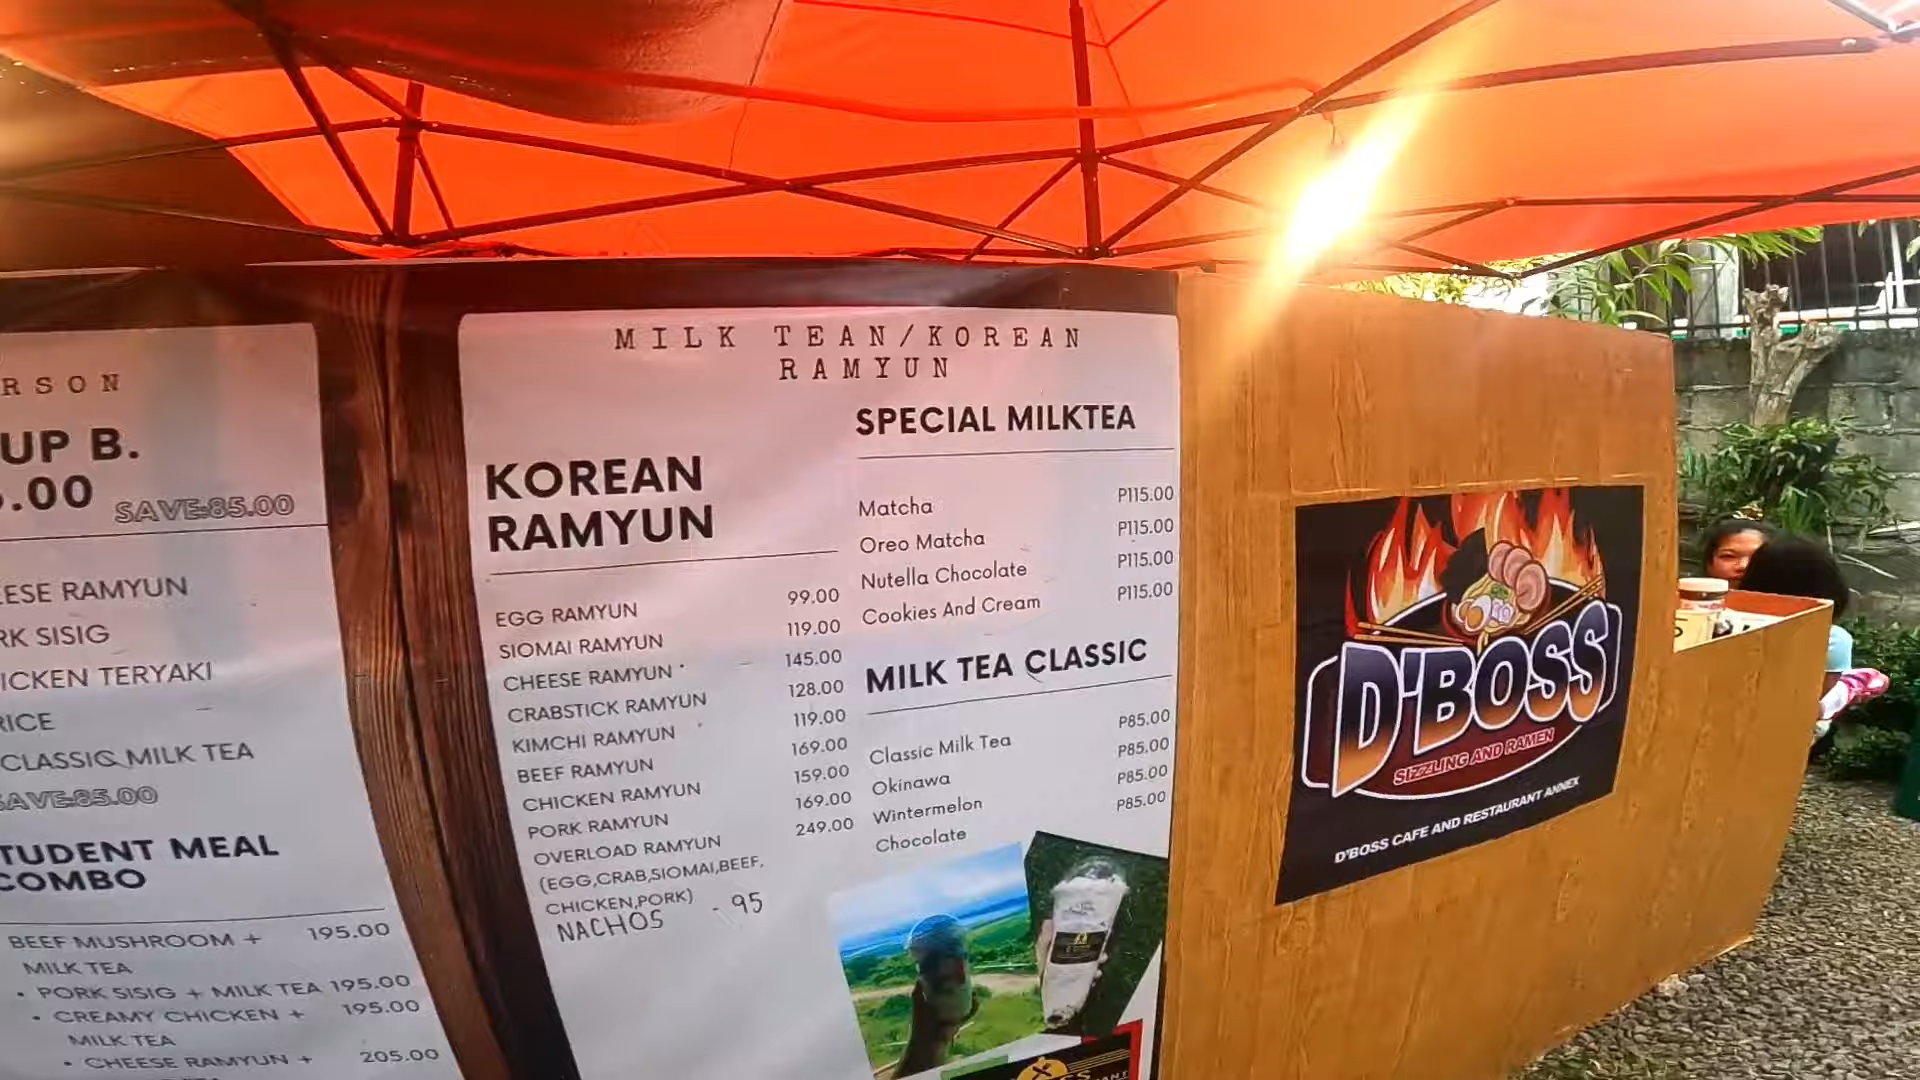 RSON
UP B.
.00 SAVE:85.00
ESE RAMYUN
RK SISIG
ICKEN TERYAKI
RICE
CLASSIC MILK TEA
SAVE:85.00
TUDENT MEAL
COMBO
BEEF MUSHROOM + 195.00
MILK TEA
• PORK SISIG + MILK TEA 195.00
• CREAMY CHICKEN + 195.00
MILK TEA
• CHEESE RAMYUN + 205.00
MILK TEAN/KOREAN
RAMYUN
KOREAN
RAMYUN
EGG RAMYUN 99.00
SIOMAI RAMYUN 119.00
CHEESE RAMYUN 145.00
CRABSTICK RAMYUN 128.00
KIMCHI RAMYUN 119.00
BEEF RAMYUN 169.00
CHICKEN RAMYUN 159.00
PORK RAMYUN 169.00
OVERLOAD RAMYUN 249.00
(EGG,CRAB,SIOMAI,BEEF,
CHICKEN,PORK)
NACHOS - 95
SPECIAL MILKTEA
Matcha P115.00
Oreo Matcha P115.00
Nutella Chocolate P115.00
Cookies And Cream P115.00
MILK TEA CLASSIC
Classic Milk Tea P85.00
Okinawa P85.00
Wintermelon P85.00
Chocolate P85.00
D'BOSS
SIZZLING AND RAMEN
D'BOSS CAFE AND RESTAURANT ANNEX